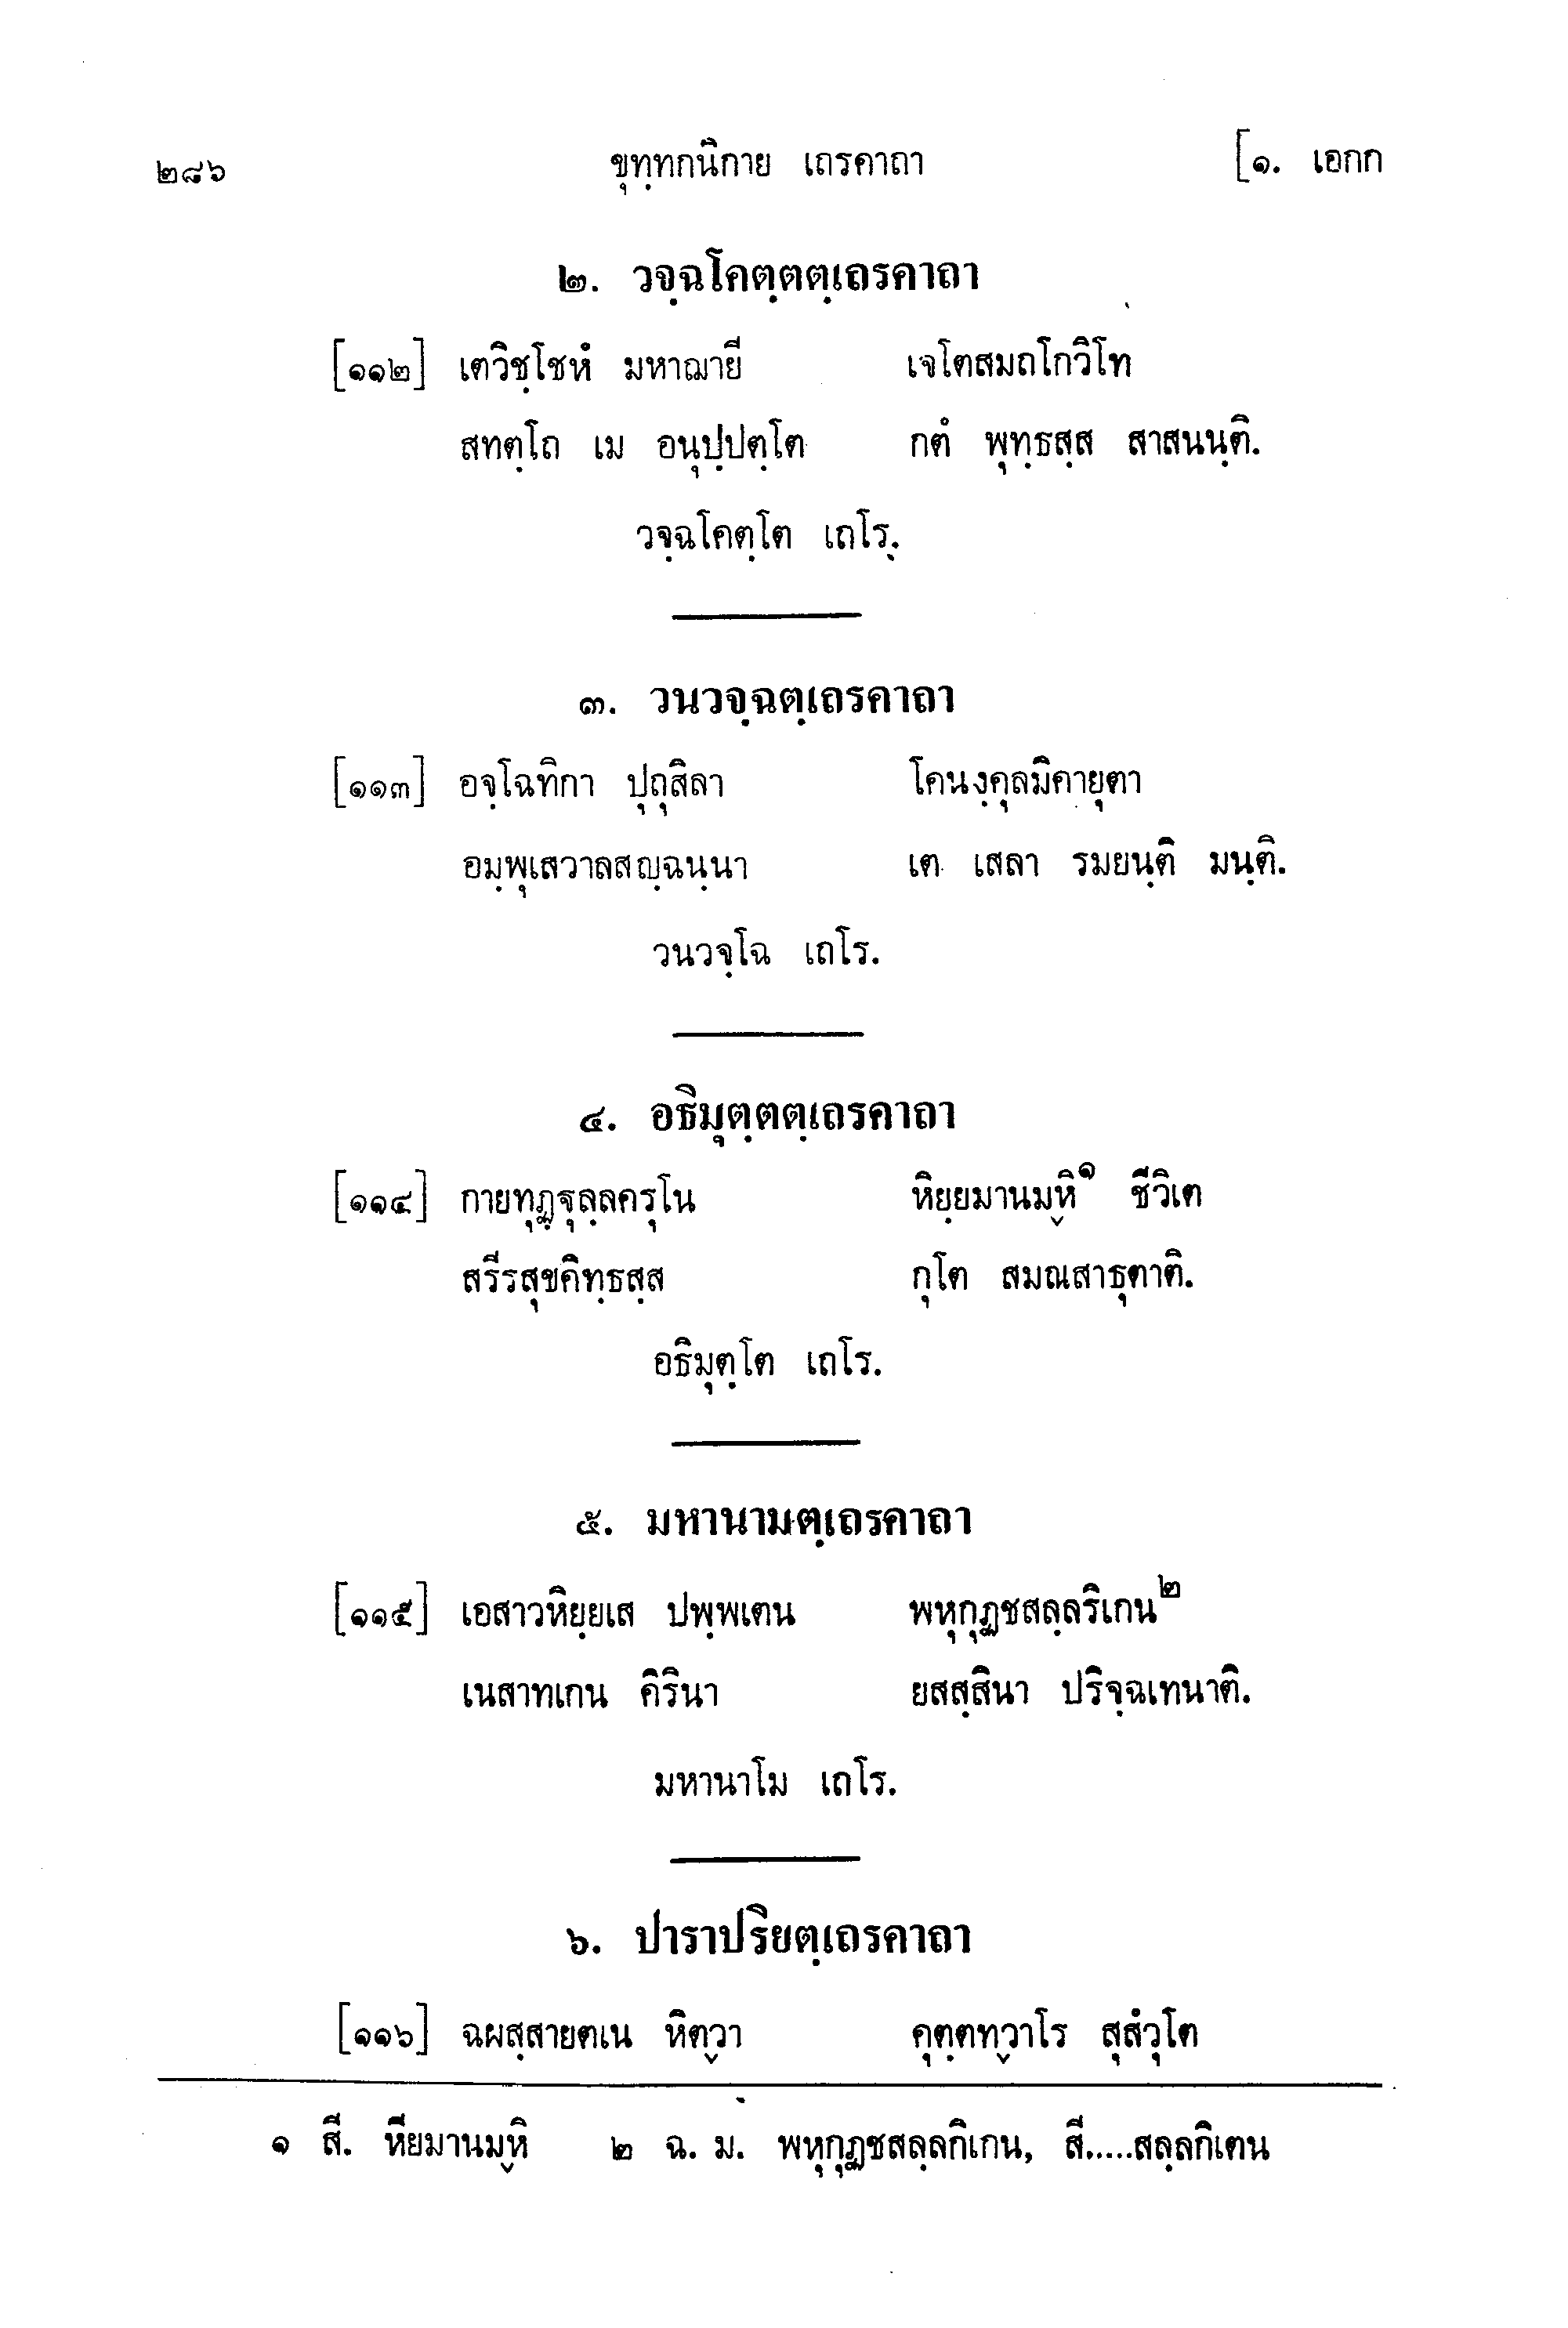 ๒๘๖ ขุทฺทกนิกาย เถรคาถา [๑. เอกก
๒. วจฺฉโคตฺตตฺเถรคาถา
[๑๑๒] เตวิชฺโชหํ มหาฌายี เจโตสมถโกวิโท
สทตฺโถ เม อนุปฺปตฺโต กตํ พุทฺธสฺส สาสนนฺติ.
วจฺฉโคตฺโต เถโร.
๓. วนวจฺฉตฺเถรคาถา
[๑๑๓] อจฺโฉทิกา ปุถุสิลา โคนงฺคุลมิคายุตา
อมฺพุเสวาลสญฺฉนฺนา เต เสลา รมยนฺติ มนฺติ.
วนวจฺโฉ เถโร.
๔. อธิมุตฺตตฺเถรคาถา
[๑๑๔] กายทุฏฺฐุลฺลครุโน หิยฺยมานมฺหิ๑ ชีวิเต
สรีรสุขคิทฺธสฺส กุโต สมณสาธุตาติ.
อธิมุตฺโต เถโร.
๕. มหานามตฺเถรคาถา
[๑๑๕] เอสาวหิยฺยเส ปพฺพเตน พหุกุฏชสลฺลริเกน๒
เนสาทเกน คิรินา ยสสฺสินา ปริจฺฉเทนาติ.
มหานาโม เถโร.
๖. ปาราปริยตฺเถรคาถา
[๑๑๖] ฉผสฺสายตเน หิตฺวา คุตฺตทฺวาโร สุสํวุโต
๑ สี. หียมานมฺหิ ๒ ฉ. ม. พหุกุฏชสลฺลกิเกน, สี.....สลฺลกิเตน